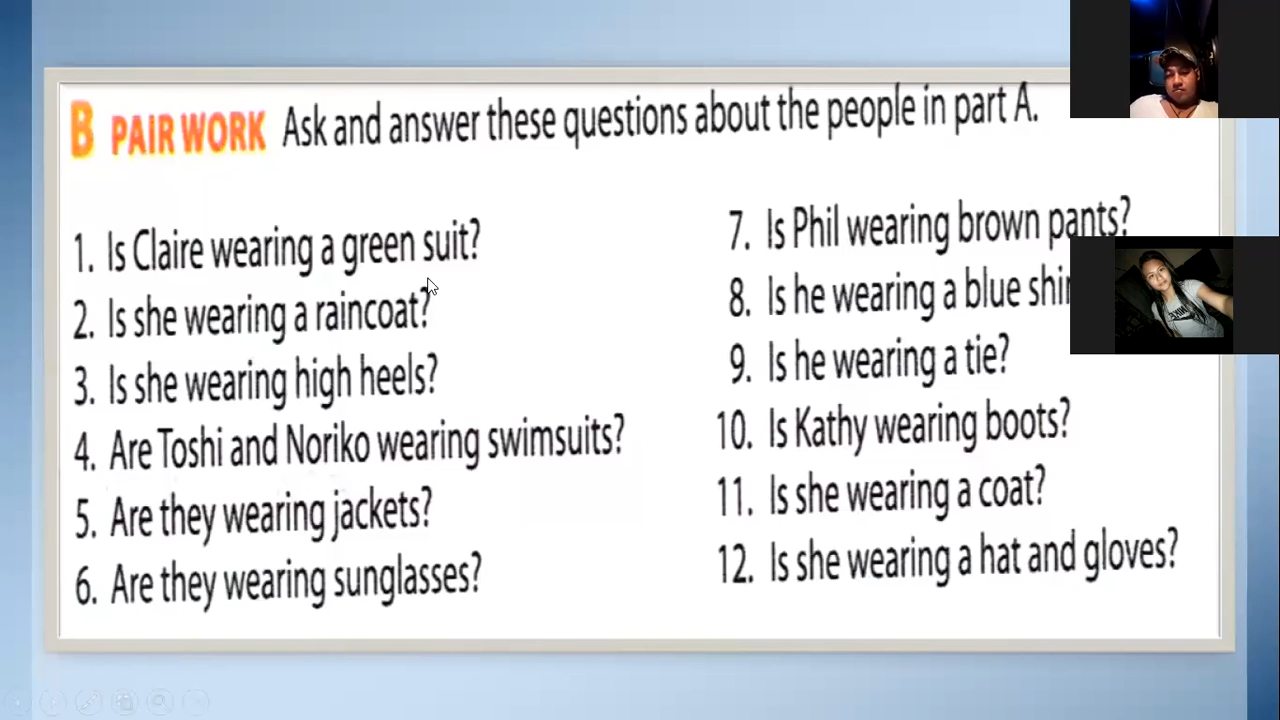 B PAIR WORK Ask and answer these questions about the people in part A.
1. Is Claire wearing a green suit?
2. Is she wearing a raincoat?
3. Is she wearing high heels?
4. Are Toshi and Noriko wearing swimsuits?
5. Are they wearing jackets?
6. Are they wearing sunglasses?
7. Is Phil wearing brown pants?
8. Is he wearing a blue
9. Is he wearing a tie?
10. Is Kathy wearing boots?
11. Is she wearing a coat?
12. Is she wearing a hat and gloves?